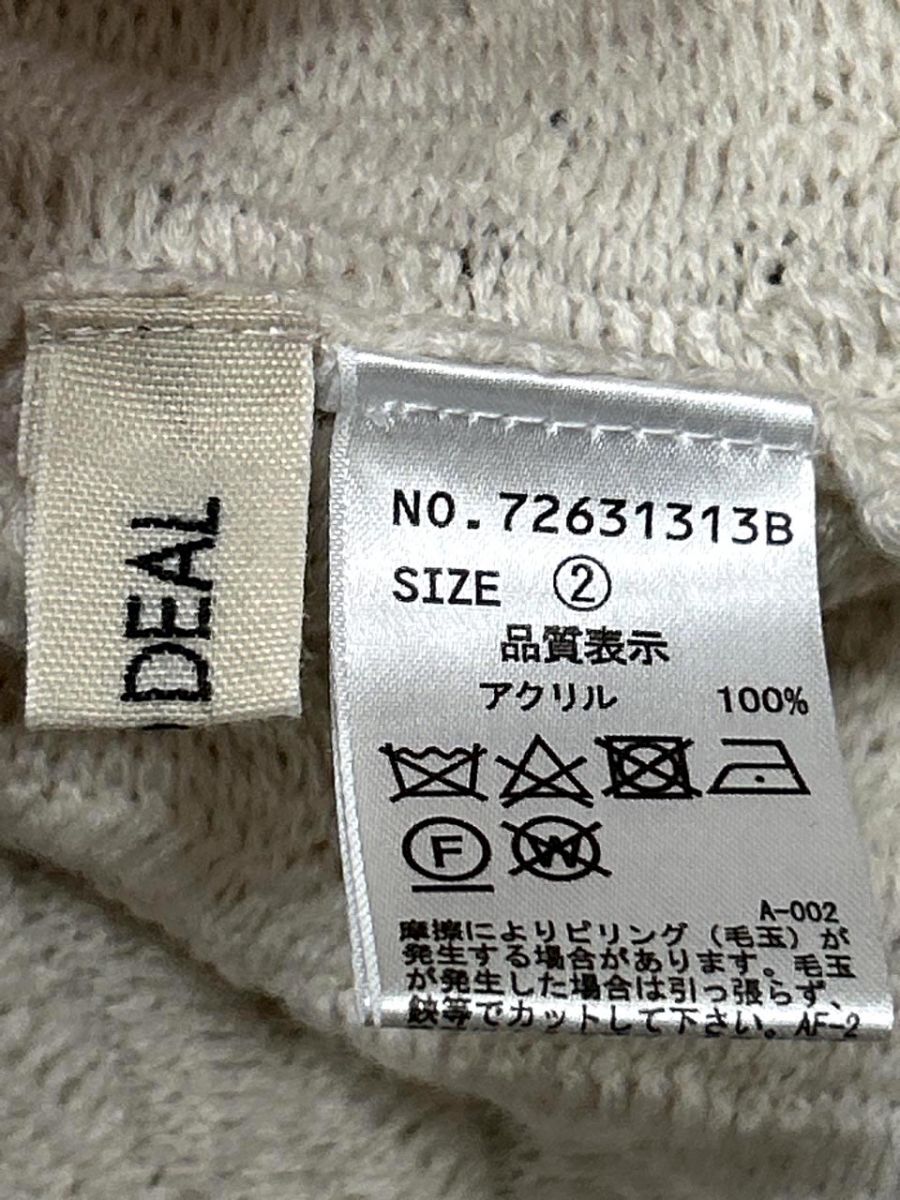 DEAL
NO.72631313B
SIZE ②
品質表示
アクリル 100%
F
W
A-002
摩擦によりピリング(毛玉)が
発生する場合があります。毛玉
が発生した場合は引っ張らず、
鋏等でカットして下さい。AF-2